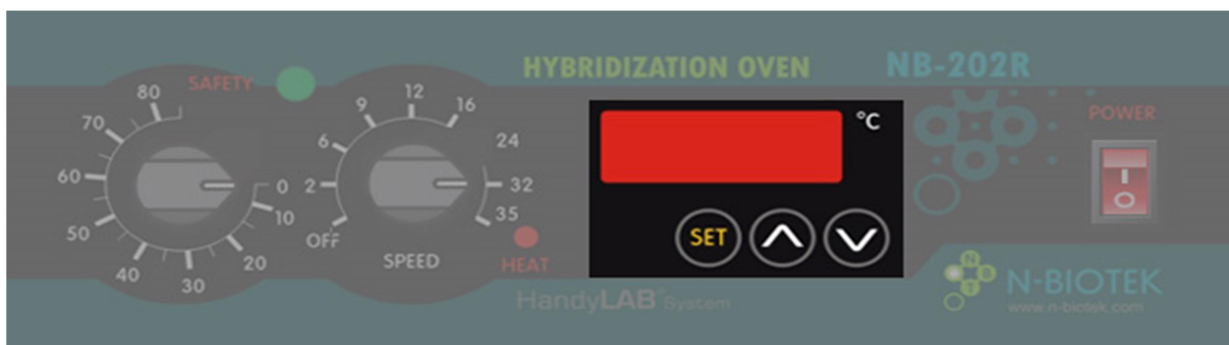 HYBRIDIZATION OVEN
NB-202R
SAFETY
80
70
60
50
40
30
20
10
0
9
12
16
6
24
2
32
OFF
35
SPEED
HEAT
°C
SET
POWER
I
O
HandyLAB® System
N
B
T
N-BIOTEK
www.n-biotek.com